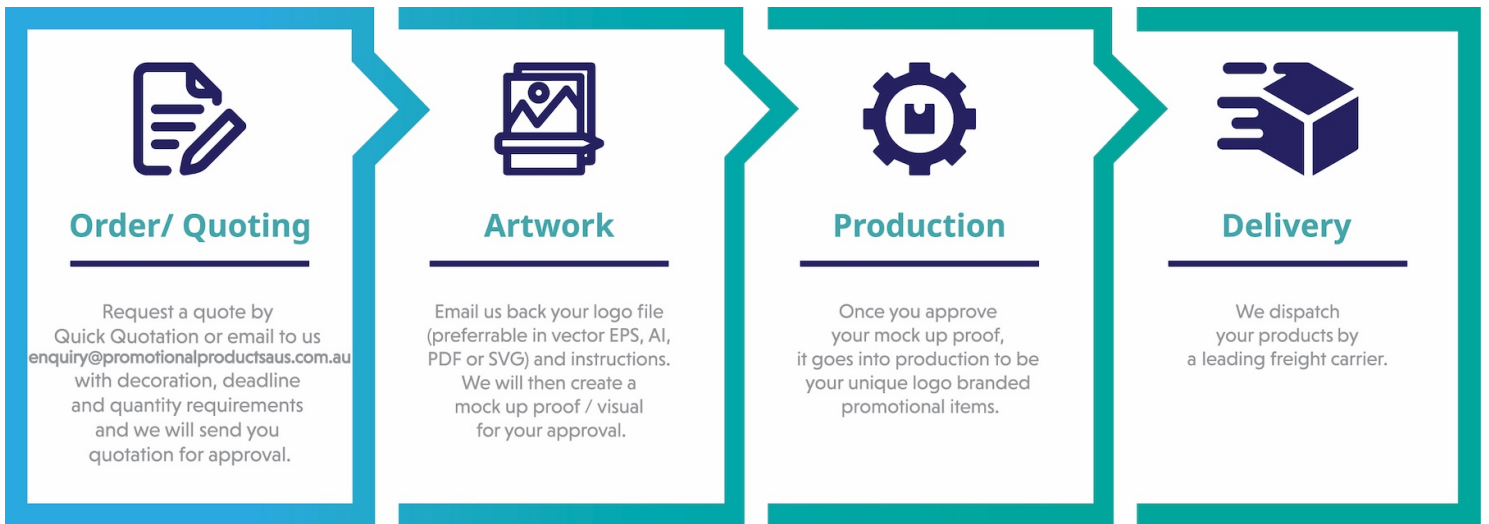 Order/ Quoting
Request a quote by
Quick Quotation or email to us
enquiry@promotionalproductsaus.com.au
with decoration, deadline
and quantity requirements
and we will send you
quotation for approval.
Artwork
Email us back your logo file
(preferrable in vector EPS, AI,
PDF or SVG) and instructions.
We will then create a
mock up proof / visual
for your approval.
Production
Once you approve
your mock up proof,
it goes into production to be
your unique logo branded
promotional items.
Delivery
We dispatch
your products by
a leading freight carrier.